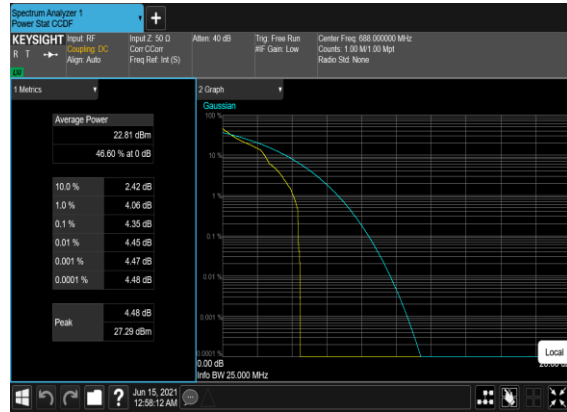 Spectrum Analyzer 1
Power Stat CCDF
KEYSIGHT
R T
Input: RF
Coupling: DC
Align: Auto
Input Z: 50 Ω
Corr CCorr
Freq Ref: Int (S)
Atten: 40 dB
Trig: Free Run
#IF Gain: Low
Center Freq: 688.000000 MHz
Counts: 1.00 M/1.00 Mpt
Radio Std: None
1 Metrics
Average Power
22.81 dBm
46.60 % at 0 dB
10.0 % 2.42 dB
1.0 % 4.06 dB
0.1 % 4.35 dB
0.01 % 4.45 dB
0.001 % 4.47 dB
0.0001 % 4.48 dB
Peak
4.48 dB
27.29 dBm
2 Graph
Gaussian
100 %
10 %
1 %
0.1 %
0.01 %
0.001 %
0.0001 %
0.00 dB
Info BW 25.000 MHz
Local
?
Jun 15, 2021
12:58:12 AM